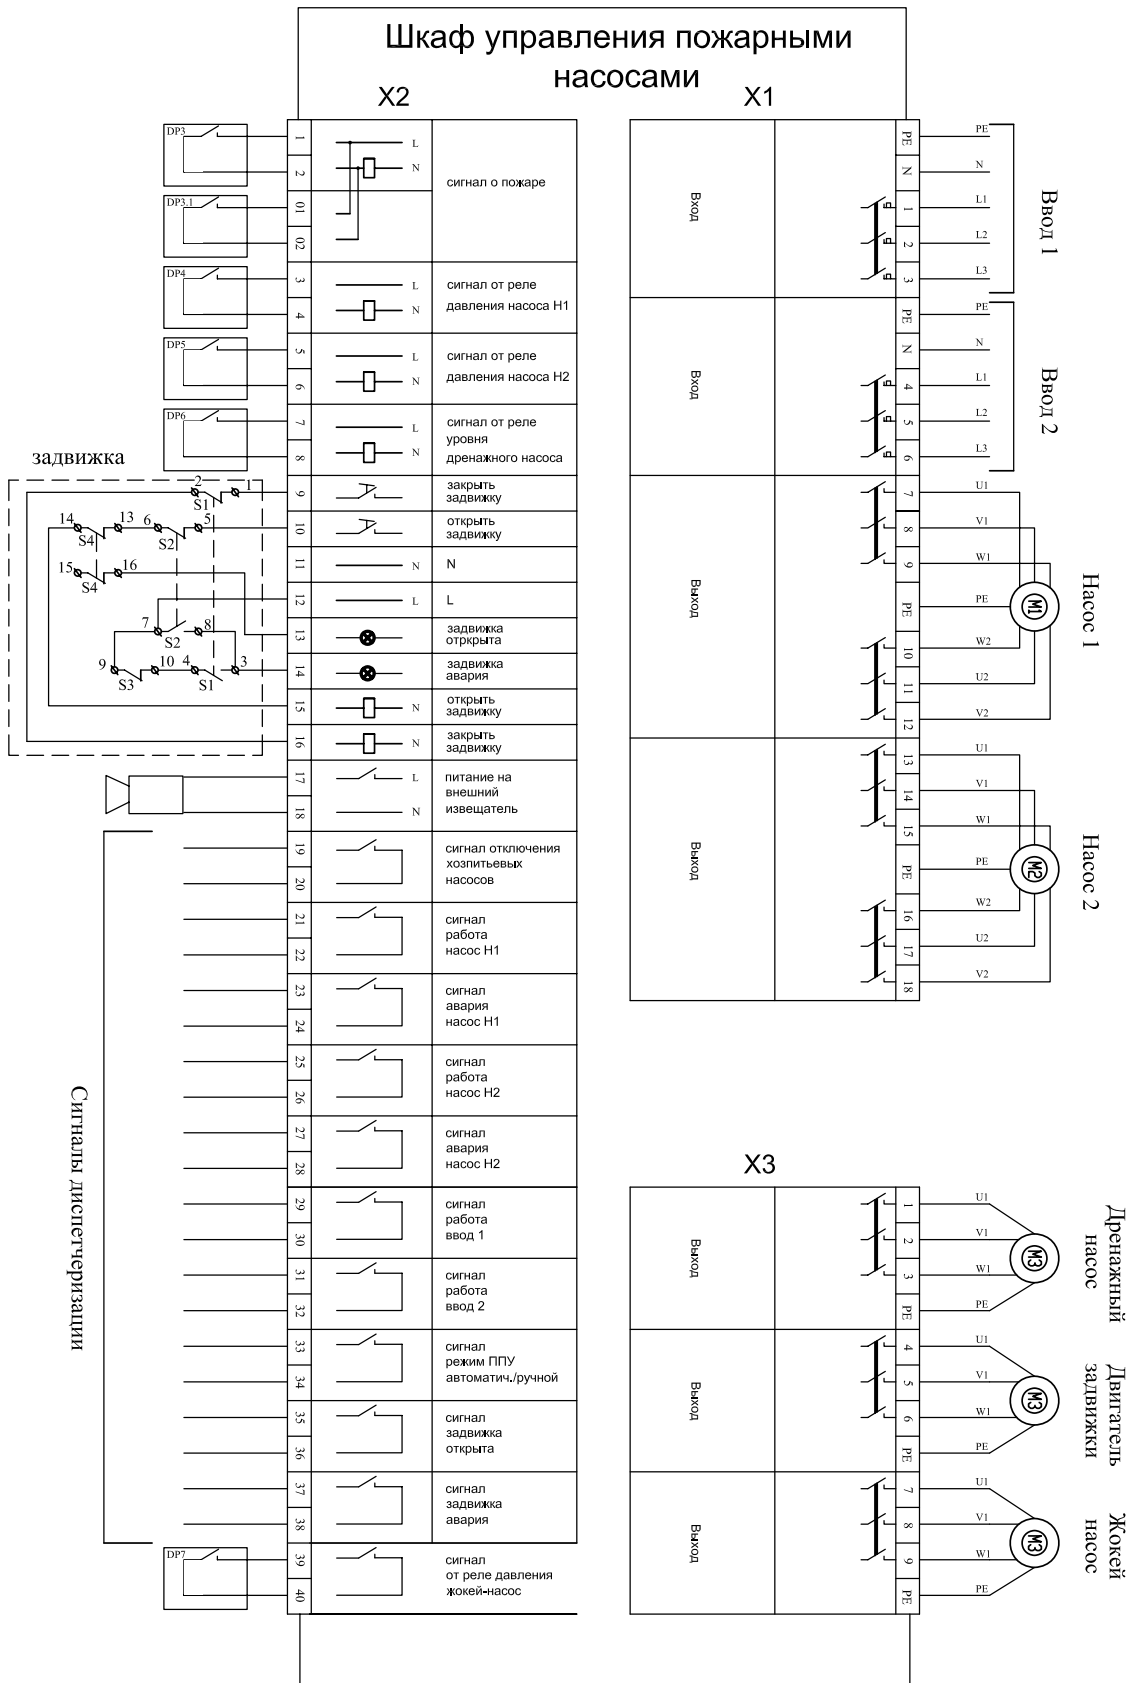 Шкаф управления пожарными
насосами
X2
X1
DP3
1
2
L
N
сигнал о пожаре
DP3.1
01
02
DP4
3
4
L
N
сигнал от реле
давления насоса Н1
DP5
5
6
L
N
сигнал от реле
давления насоса Н2
DP6
7
8
L
N
сигнал от реле
уровня
дренажного насоса
задвижка
2
1
S1
14
13
6
5
S4
S2
15
16
S4
7
8
S2
9
10
4
3
S3
S1
9
закрыть
задвижку
10
открыть
задвижку
11
N
N
12
L
L
13
задвижка
отркрыта
14
задвижка
авария
15
N
открыть
задвижку
16
N
закрыть
задвижку
17
18
L
N
питание на
внешний
извещатель
Сигналы диспетчеризации
19
20
сигнал отключения
хозпитьевых
насосов
21
22
сигнал
работа
насос Н1
23
24
сигнал
авария
насос Н1
25
26
сигнал
работа
насос Н2
27
28
сигнал
авария
насос Н2
29
30
сигнал
работа
ввод 1
31
32
сигнал
работа
ввод 2
33
34
сигнал
режим ППУ
автоматич./ручной
35
36
сигнал
задвижка
открыта
37
38
сигнал
задвижка
авария
DP7
39
40
сигнал
от реле давления
жокей-насос
Вход
PE
N
1
2
3
PE
N
L1
L2
L3
Ввод 1
Вход
PE
N
4
5
6
PE
N
L1
L2
L3
Ввод 2
Выход
7
8
9
PE
10
11
12
U1
V1
W1
PE
W2
U2
V2
M1
Насос 1
Выход
13
14
15
PE
16
17
18
U1
V1
W1
PE
W2
U2
V2
M2
Насос 2
X3
Выход
1
2
3
PE
U1
V1
W1
PE
M3
Дренажный
насос
Выход
4
5
6
PE
U1
V1
W1
PE
M3
Двигатель
задвижки
Выход
7
8
9
PE
U1
V1
W1
PE
M3
Жокей
насос